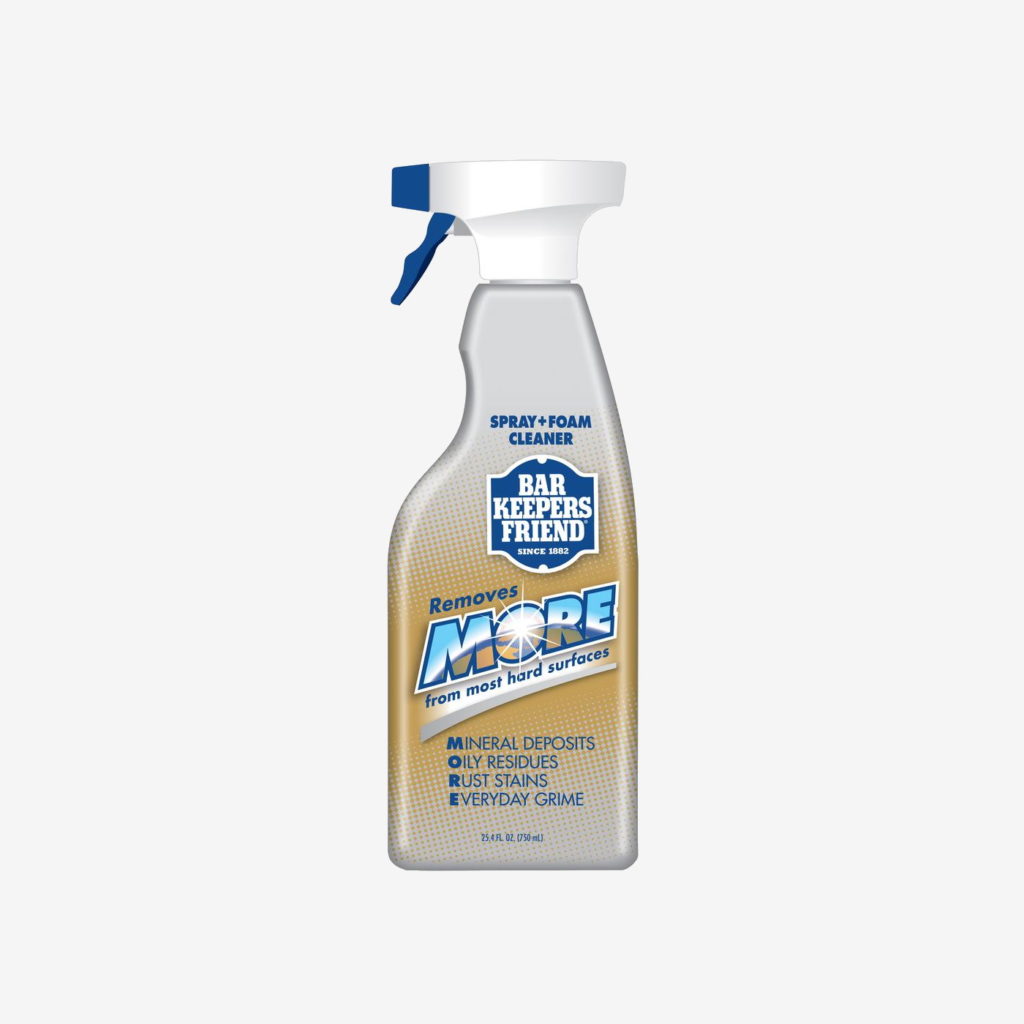 SPRAY+FOAM
CLEANER
BAR
KEEPERS
FRIEND®
SINCE 1882
Removes
MORE
from most hard surfaces
MINERAL DEPOSITS
OILY RESIDUES
RUST STAINS
EVERYDAY GRIME
25.4 FL. OZ. (750 mL)